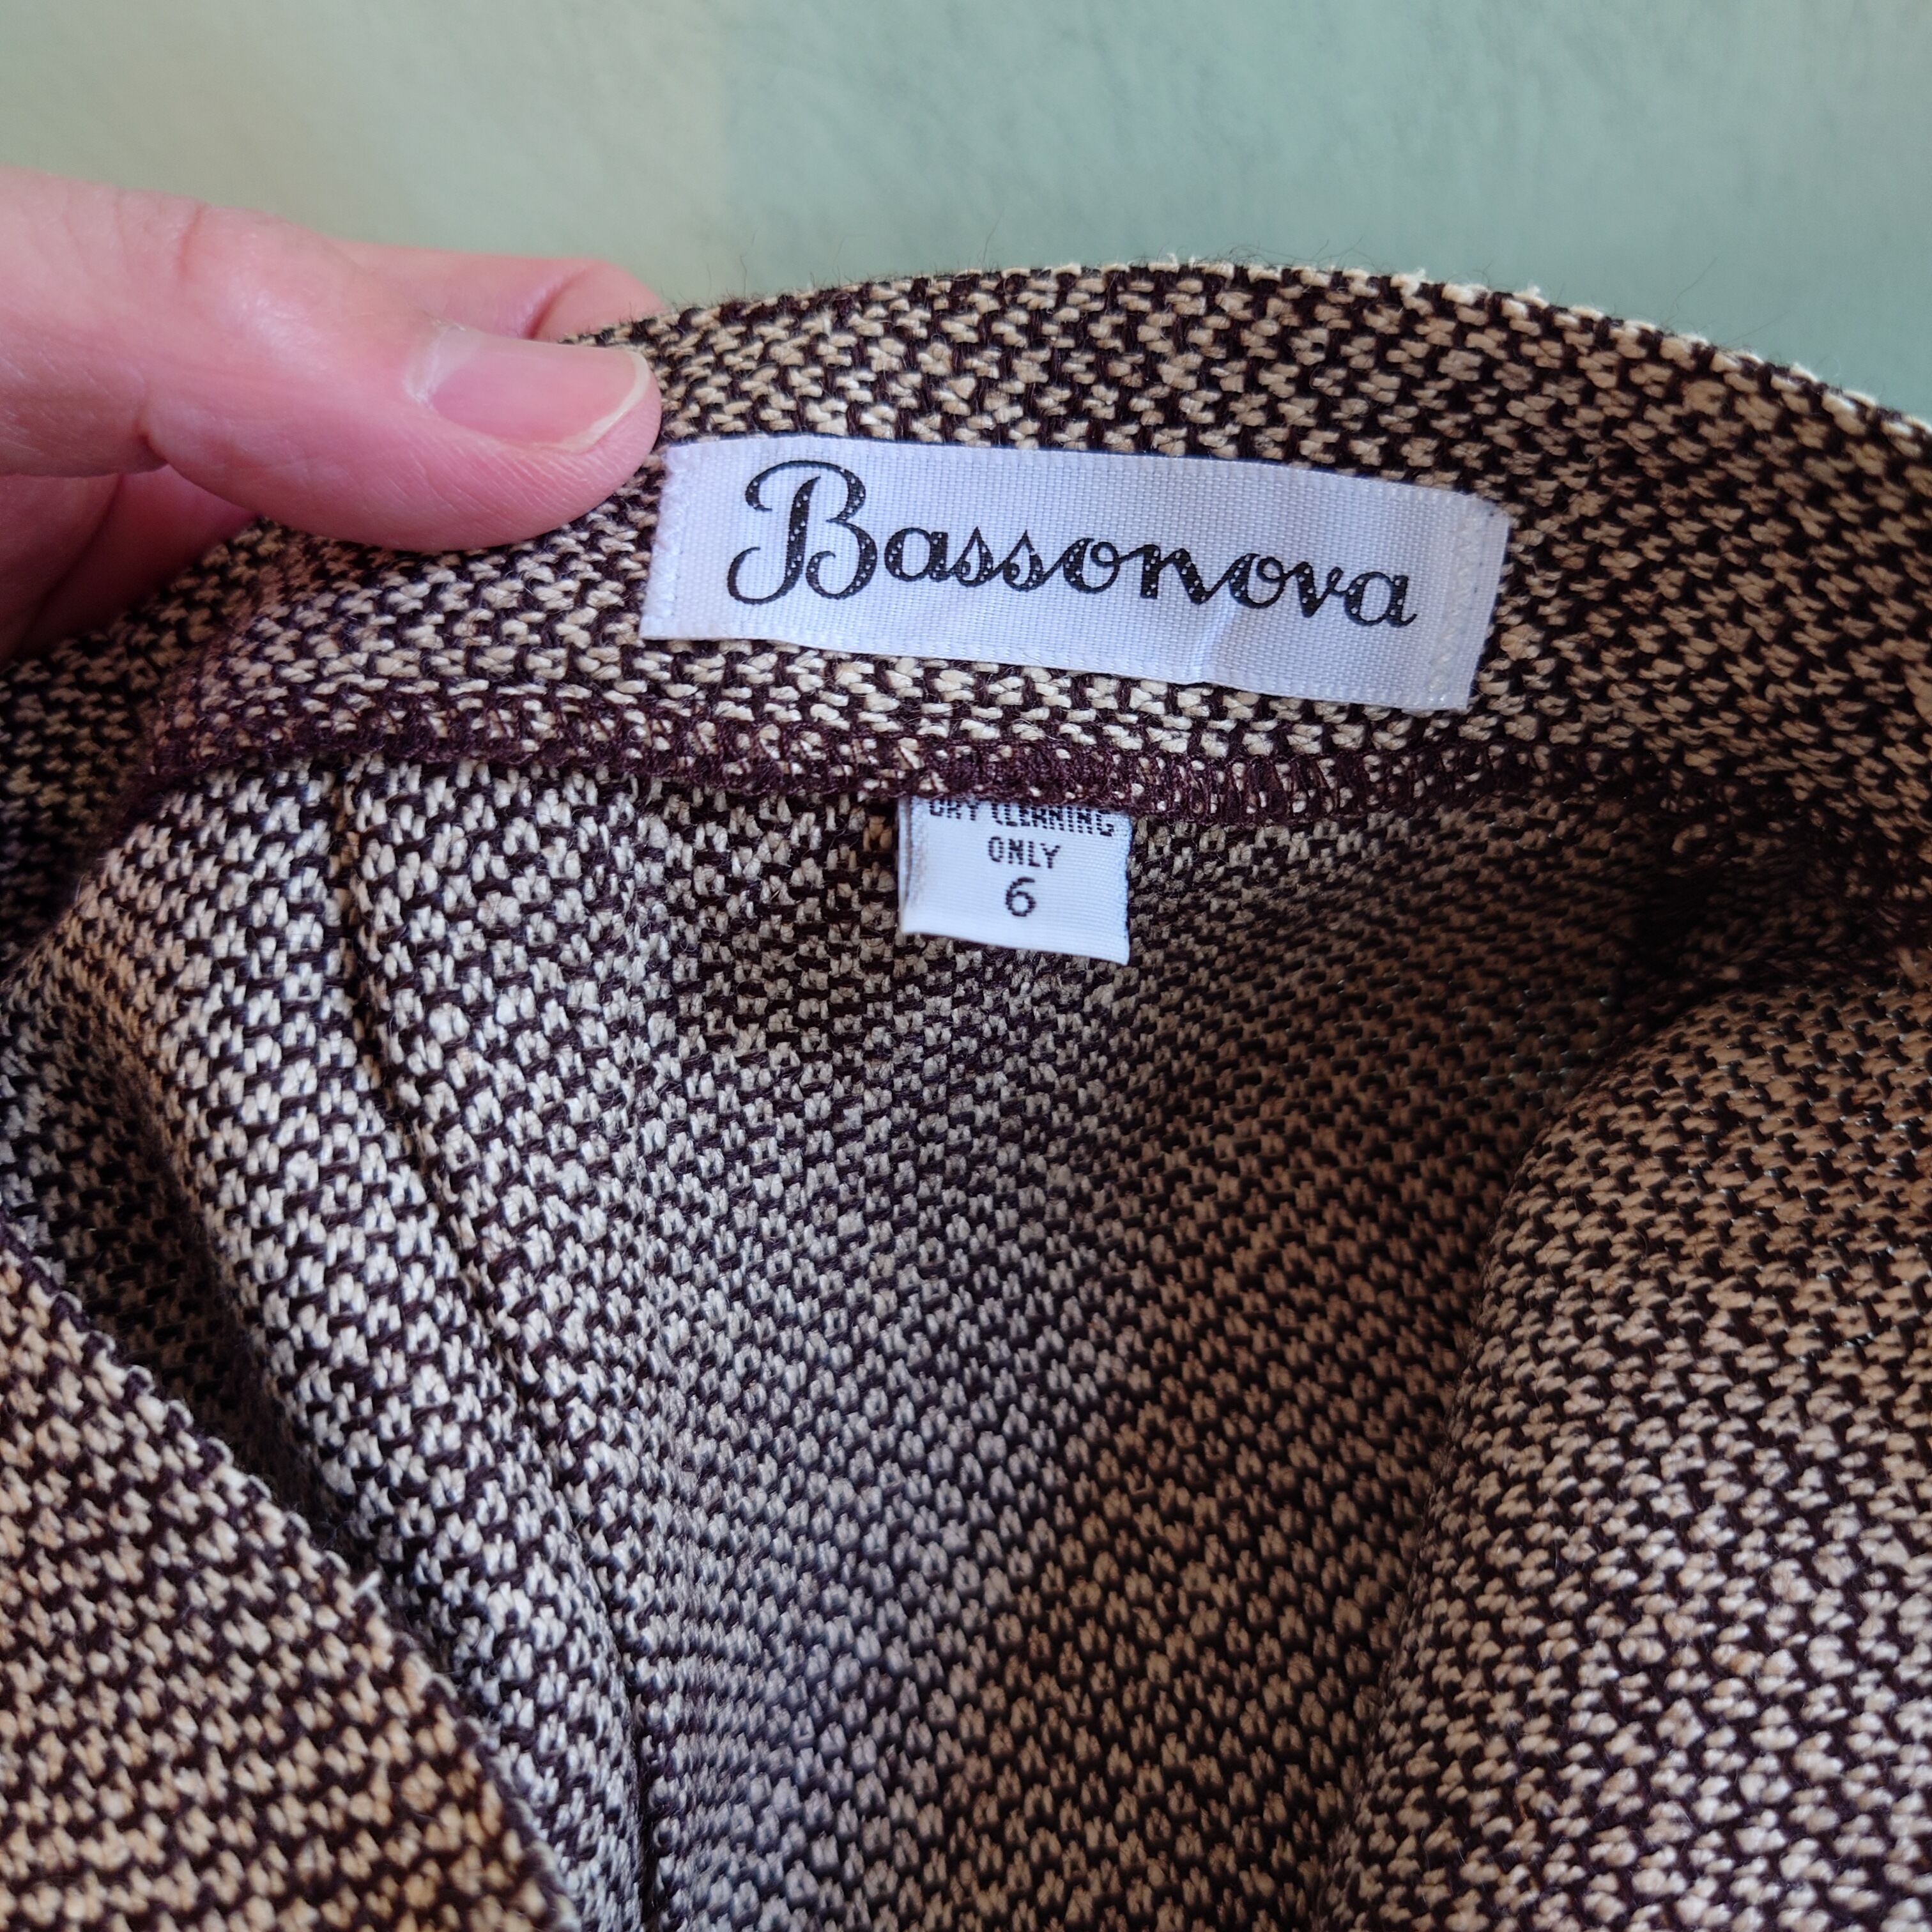 Bassonova
DRY CLEANING
ONLY
6